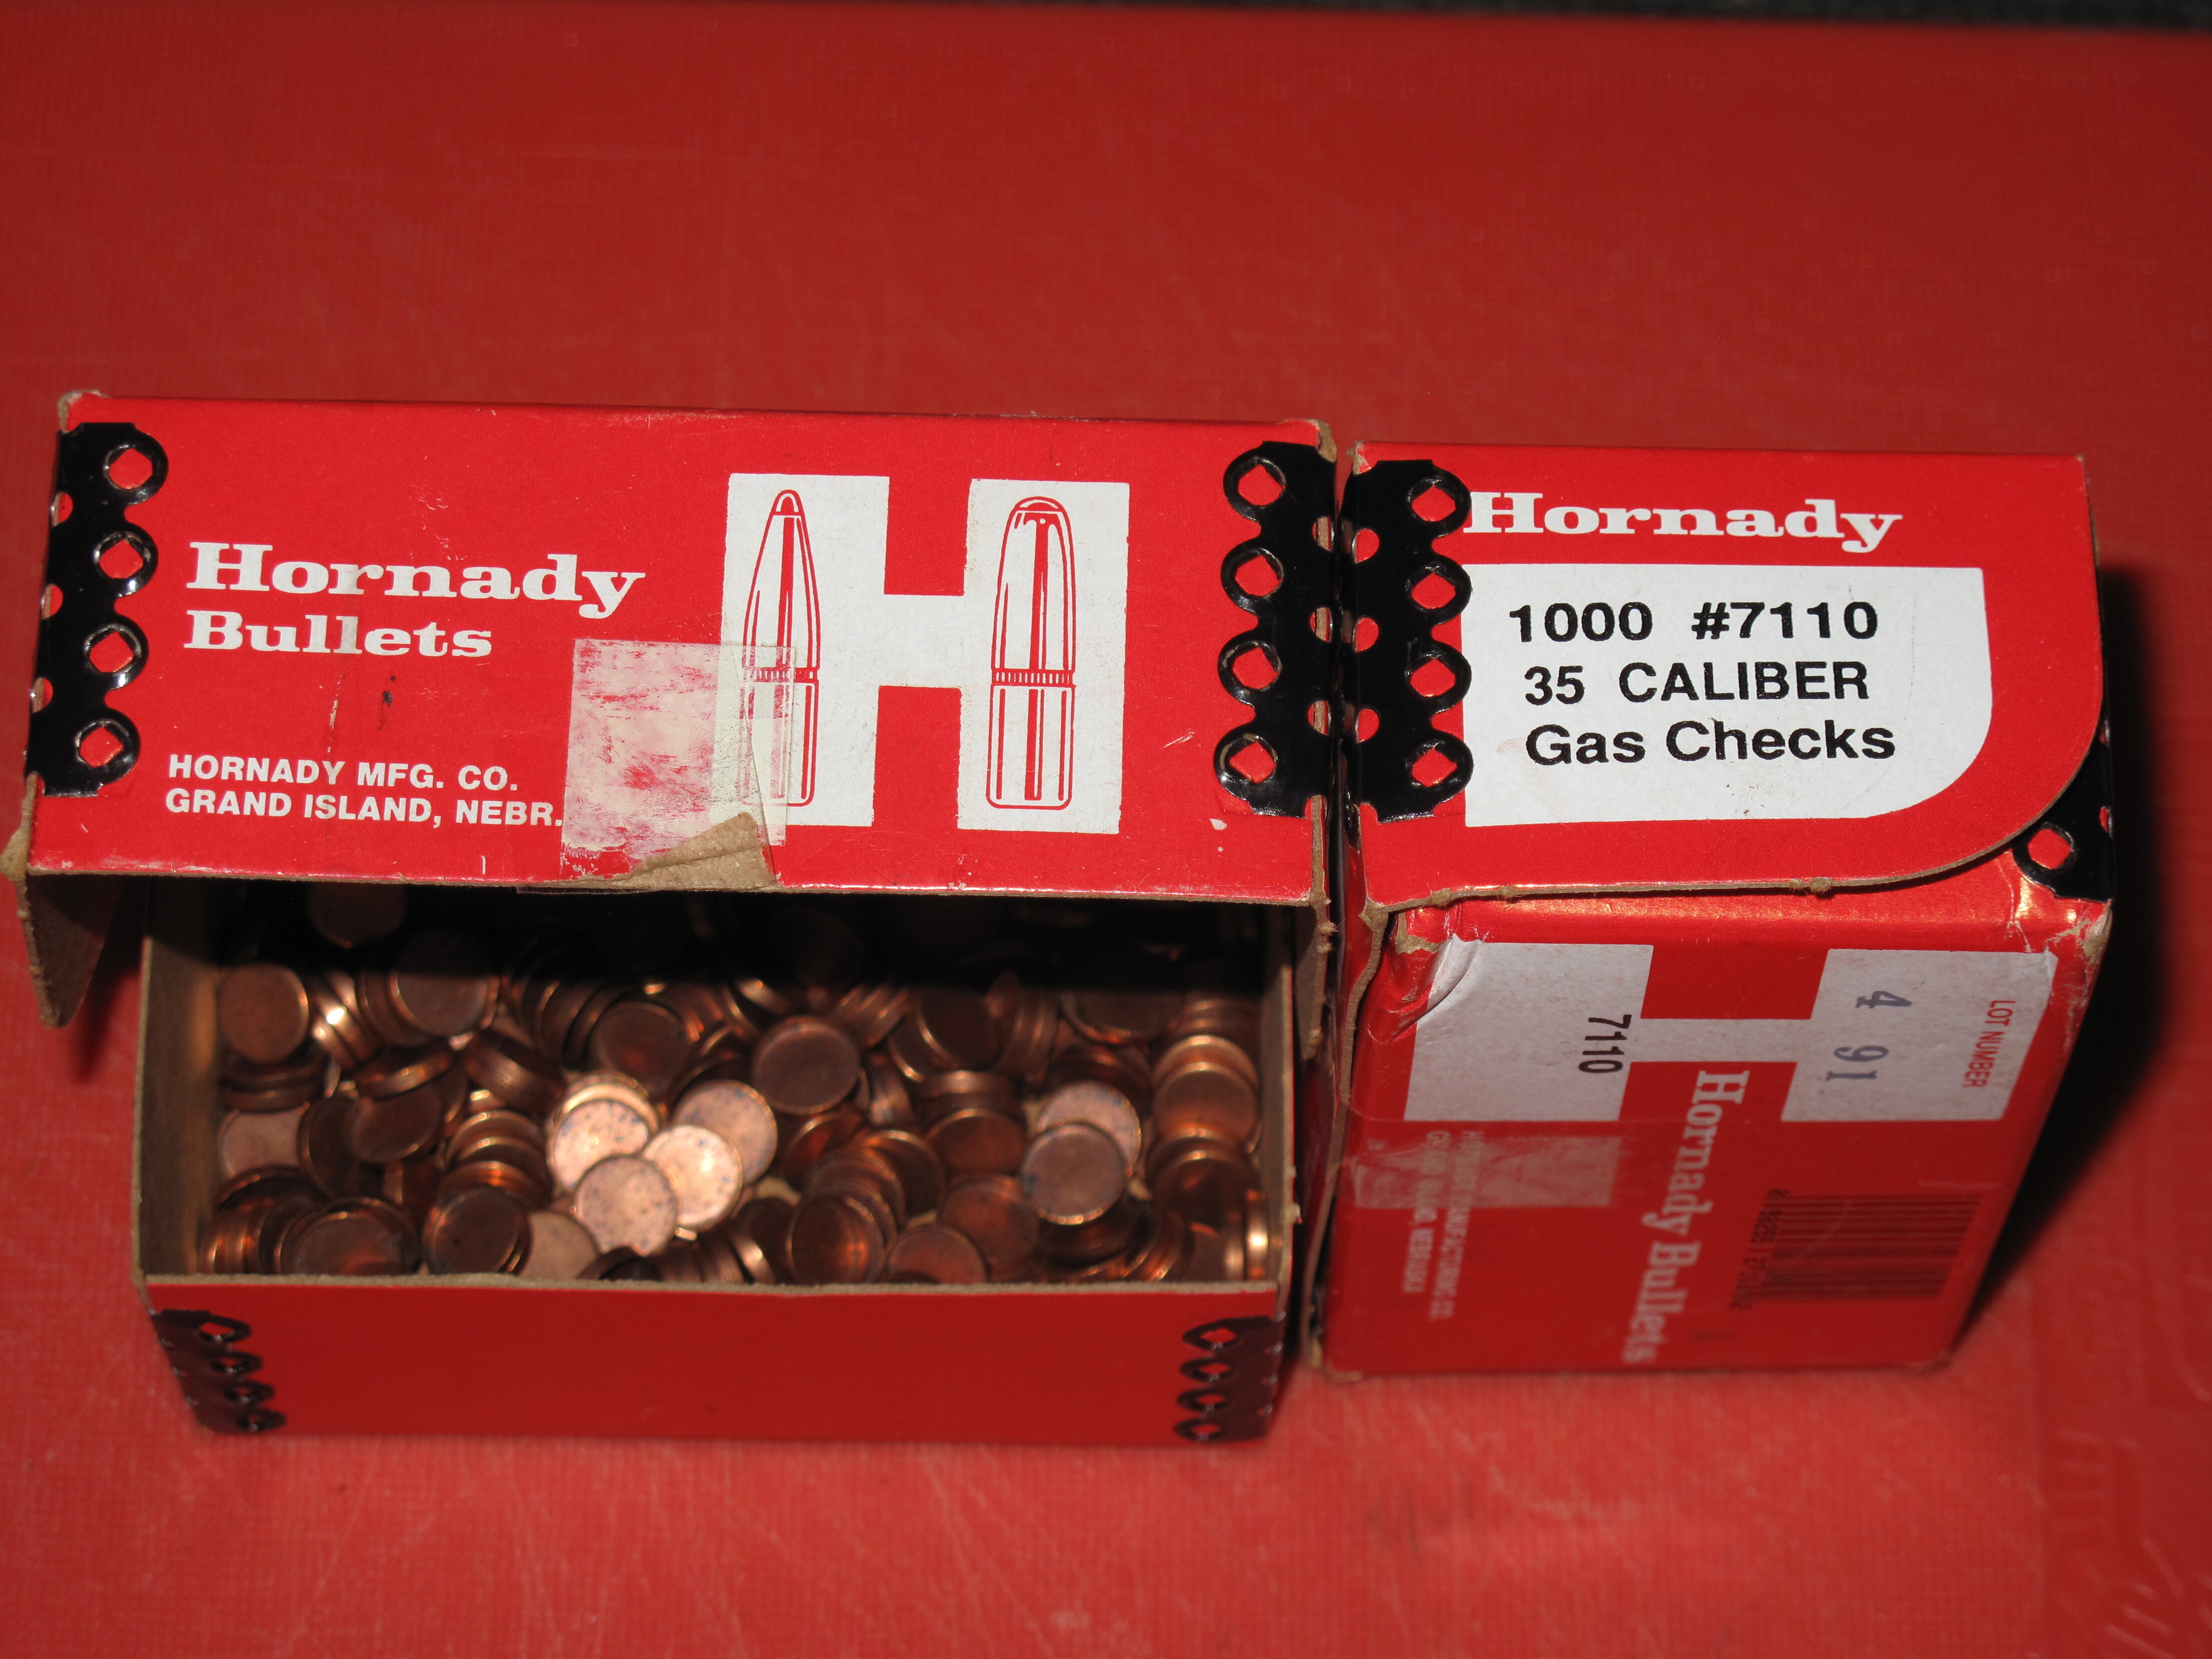 Hornady
Bullets
HORNADY MFG. CO.
GRAND ISLAND, NEBR.
H
Hornady
1000 #7110
35 CALIBER
Gas Checks
H
7110
4 91
LOT NUMBER
Hornady Bullets